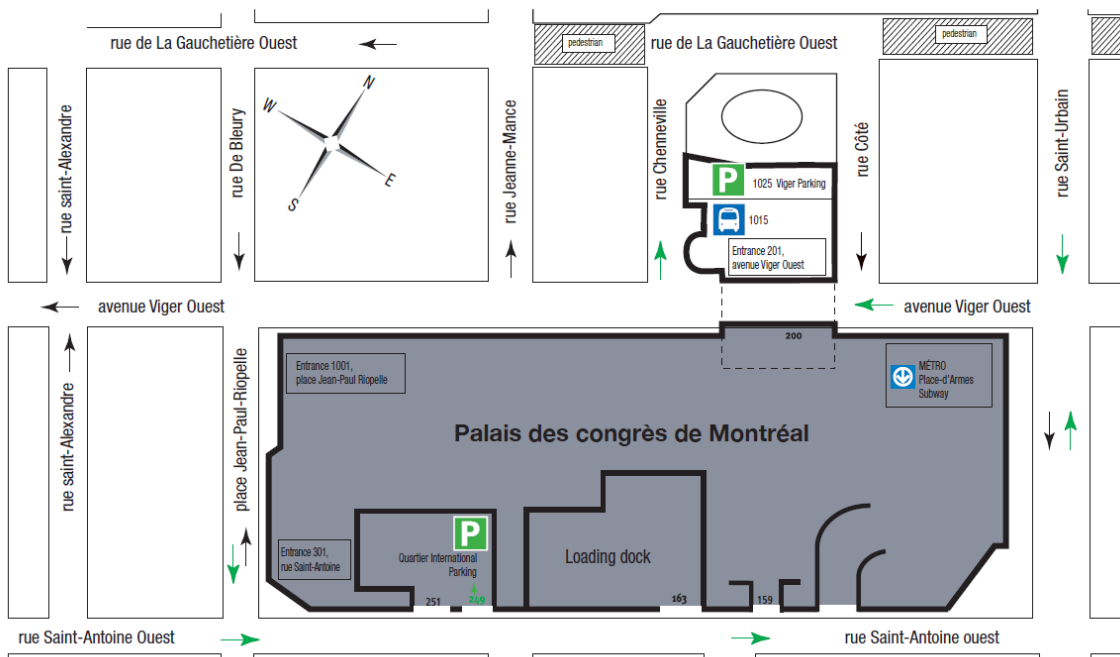 rue de La Gauchetière Ouest
pedestrian
rue de La Gauchetière Ouest
pedestrian
pedestrian
rue saint-Alexandre
rue De Bleury
N
W
E
S
rue Jeanne-Mance
rue Chenneville
rue Côté
rue Saint-Urbain
P
1025 Viger Parking
1015
Entrance 201,
avenue Viger Ouest
avenue Viger Ouest
avenue Viger Ouest
200
rue saint-Alexandre
place Jean-Paul-Riopelle
Entrance 1001,
place Jean-Paul Riopelle
MÉTRO
Place-d'Armes
Subway
Palais des congrès de Montréal
P
Quartier International
Parking
Loading dock
Entrance 301,
rue Saint-Antoine
251
249
163
159
rue Saint-Antoine Ouest
rue Saint-Antoine ouest